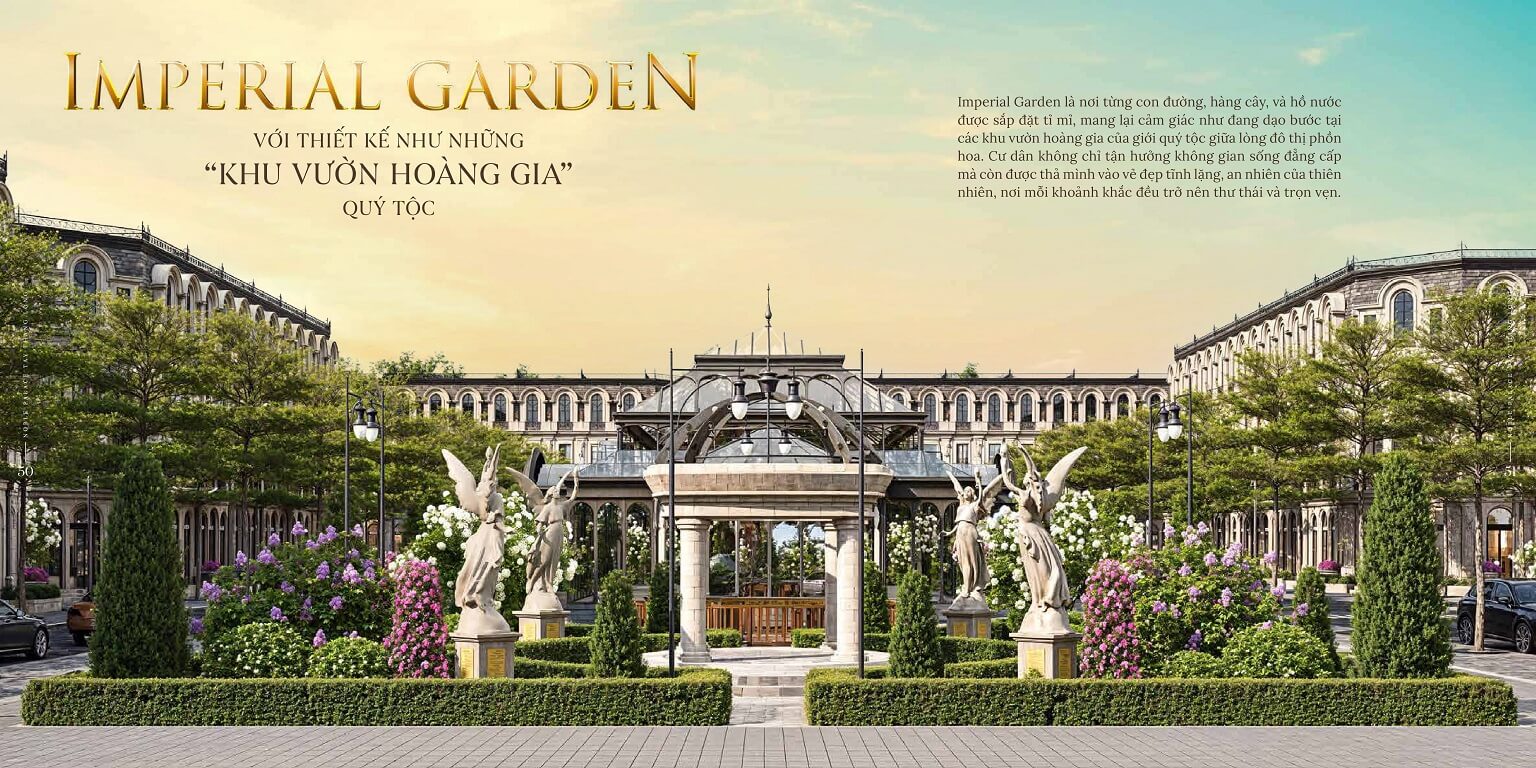 IMPERIAL GARDEN
VỚI THIẾT KẾ NHƯ NHỮNG
“KHU VƯỜN HOÀNG GIA”
QUÝ TỘC
Imperial Garden là nơi từng con đường, hàng cây, và hồ nước
được sắp đặt tỉ mỉ, mang lại cảm giác như đang dạo bước tại
các khu vườn hoàng gia của giới quý tộc giữa lòng đô thị phồn
hoa. Cư dân không chỉ tận hưởng không gian sống đẳng cấp
mà còn được thả mình vào vẻ đẹp tĩnh lặng, an nhiên của thiên
nhiên, nơi mỗi khoảnh khắc đều trở nên thư thái và trọn vẹn.
50